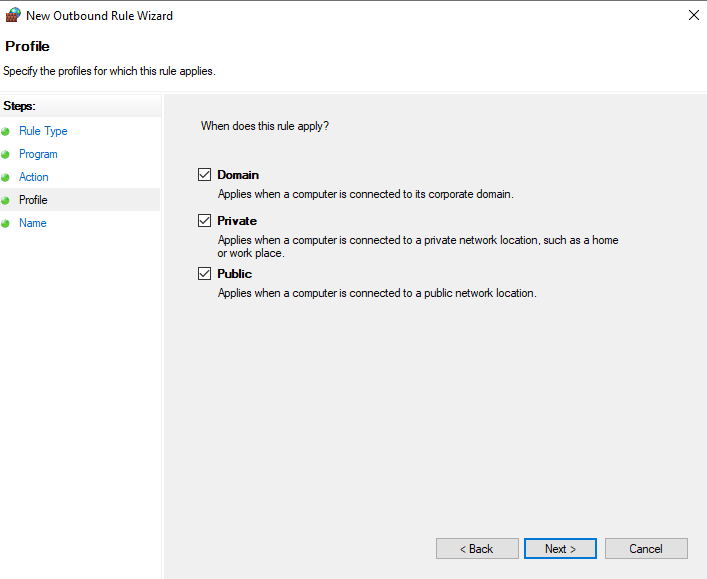 New Outbound Rule Wizard
Profile
Specify the profiles for which this rule applies.
Steps:
Rule Type
Program
Action
Profile
Name
When does this rule apply?
Domain
Applies when a computer is connected to its corporate domain.
Private
Applies when a computer is connected to a private network location, such as a home
or work place.
Public
Applies when a computer is connected to a public network location.
< Back
Next >
Cancel